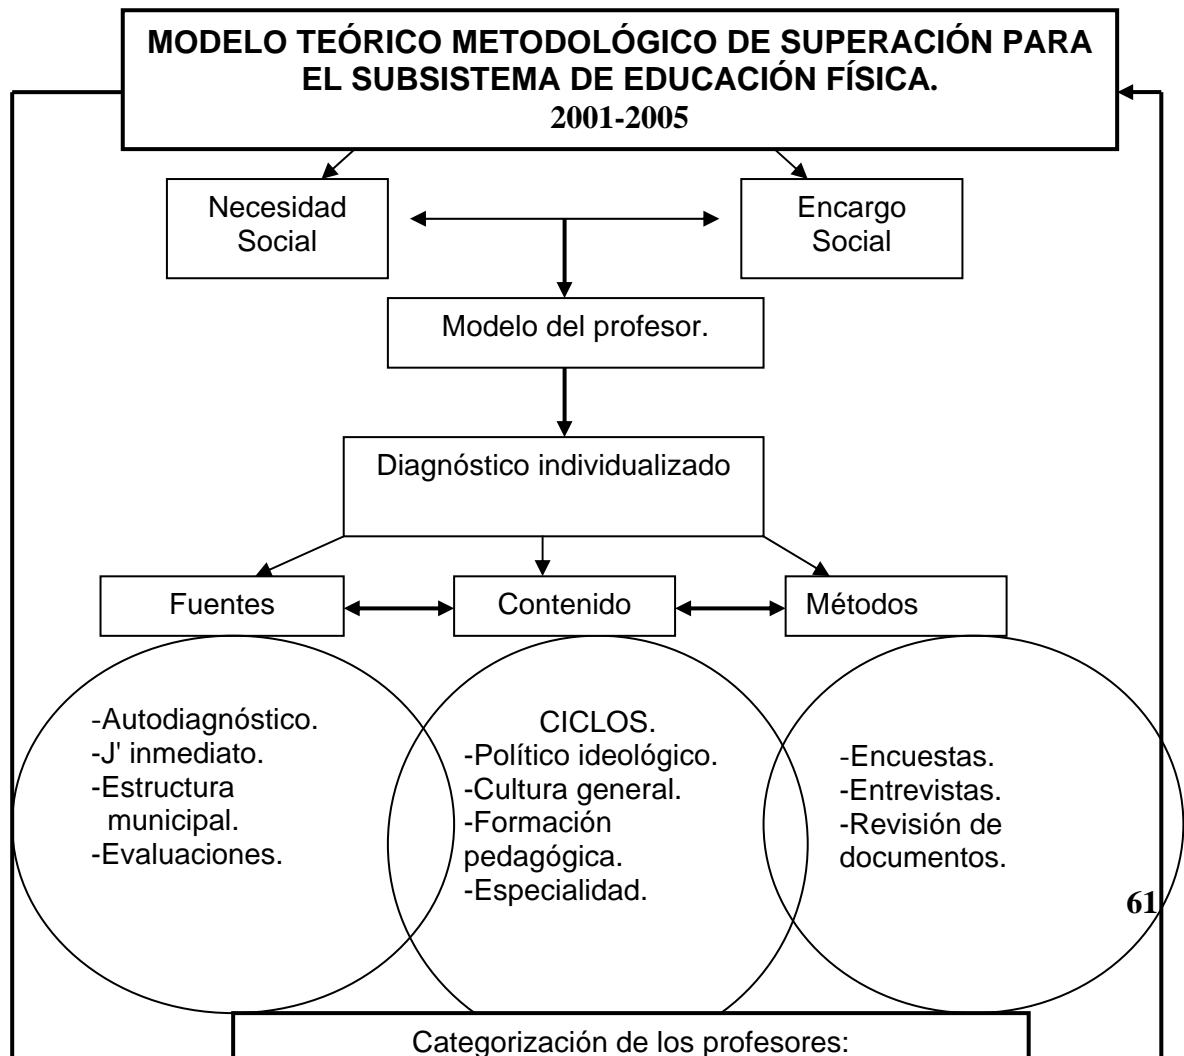 MODELO TEÓRICO METODOLÓGICO DE SUPERACIÓN PARA
EL SUBSISTEMA DE EDUCACIÓN FÍSICA.
2001-2005
Necesidad
Social
Encargo
Social
Modelo del profesor.
Diagnóstico individualizado
Fuentes
Contenido
Métodos
-Autodiagnóstico.
-J' inmediato.
-Estructura
municipal.
-Evaluaciones.
CICLOS.
-Político ideológico.
-Cultura general.
-Formación
pedagógica.
-Especialidad.
-Encuestas.
-Entrevistas.
-Revisión de
documentos.
61
Categorización de los profesores: